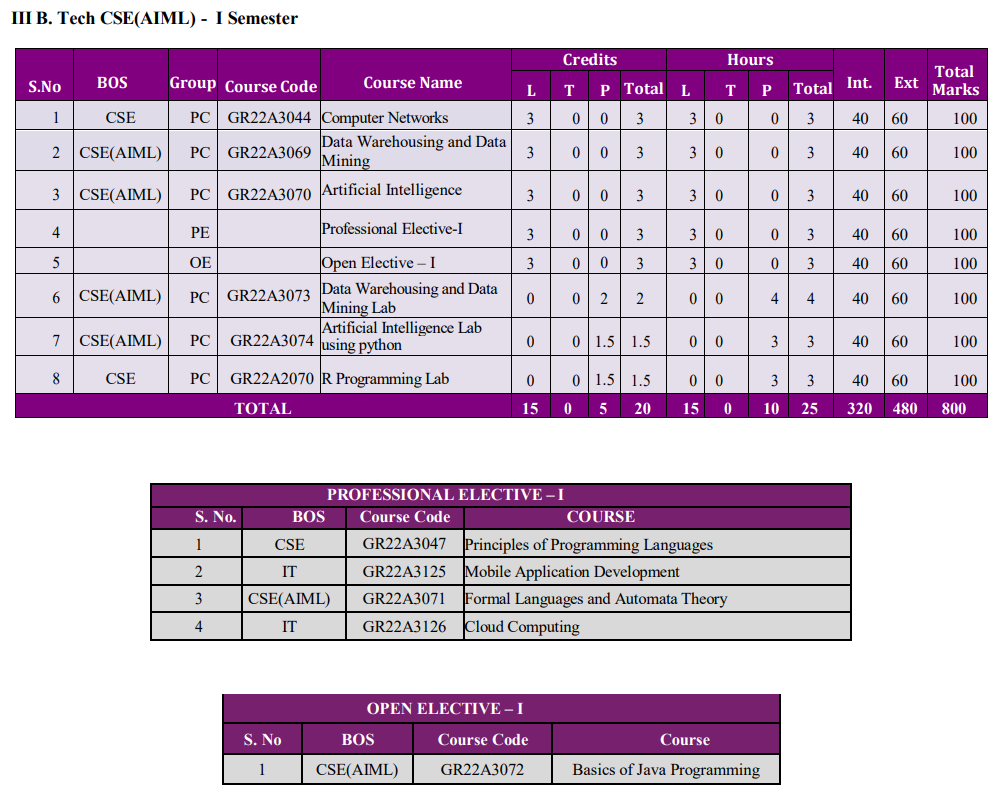 III B. Tech CSE(AIML) - I Semester
S.No BOS Group Course Code Course Name Credits Hours Int. Ext Total Marks
L T P Total L T P Total
1 CSE PC GR22A3044 Computer Networks 3 0 0 3 3 0 0 3 40 60 100
2 CSE(AIML) PC GR22A3069 Data Warehousing and Data Mining 3 0 0 3 3 0 0 3 40 60 100
3 CSE(AIML) PC GR22A3070 Artificial Intelligence 3 0 0 3 3 0 0 3 40 60 100
4 PE Professional Elective-I 3 0 0 3 3 0 0 3 40 60 100
5 OE Open Elective – I 3 0 0 3 3 0 0 3 40 60 100
6 CSE(AIML) PC GR22A3073 Data Warehousing and Data Mining Lab 0 0 2 2 0 0 4 4 40 60 100
7 CSE(AIML) PC GR22A3074 Artificial Intelligence Lab using python 0 0 1.5 1.5 0 0 3 3 40 60 100
8 CSE PC GR22A2070 R Programming Lab 0 0 1.5 1.5 0 0 3 3 40 60 100
TOTAL 15 0 5 20 15 0 10 25 320 480 800
PROFESSIONAL ELECTIVE – I
S. No. BOS Course Code COURSE
1 CSE GR22A3047 Principles of Programming Languages
2 IT GR22A3125 Mobile Application Development
3 CSE(AIML) GR22A3071 Formal Languages and Automata Theory
4 IT GR22A3126 Cloud Computing
OPEN ELECTIVE – I
S. No BOS Course Code Course
1 CSE(AIML) GR22A3072 Basics of Java Programming